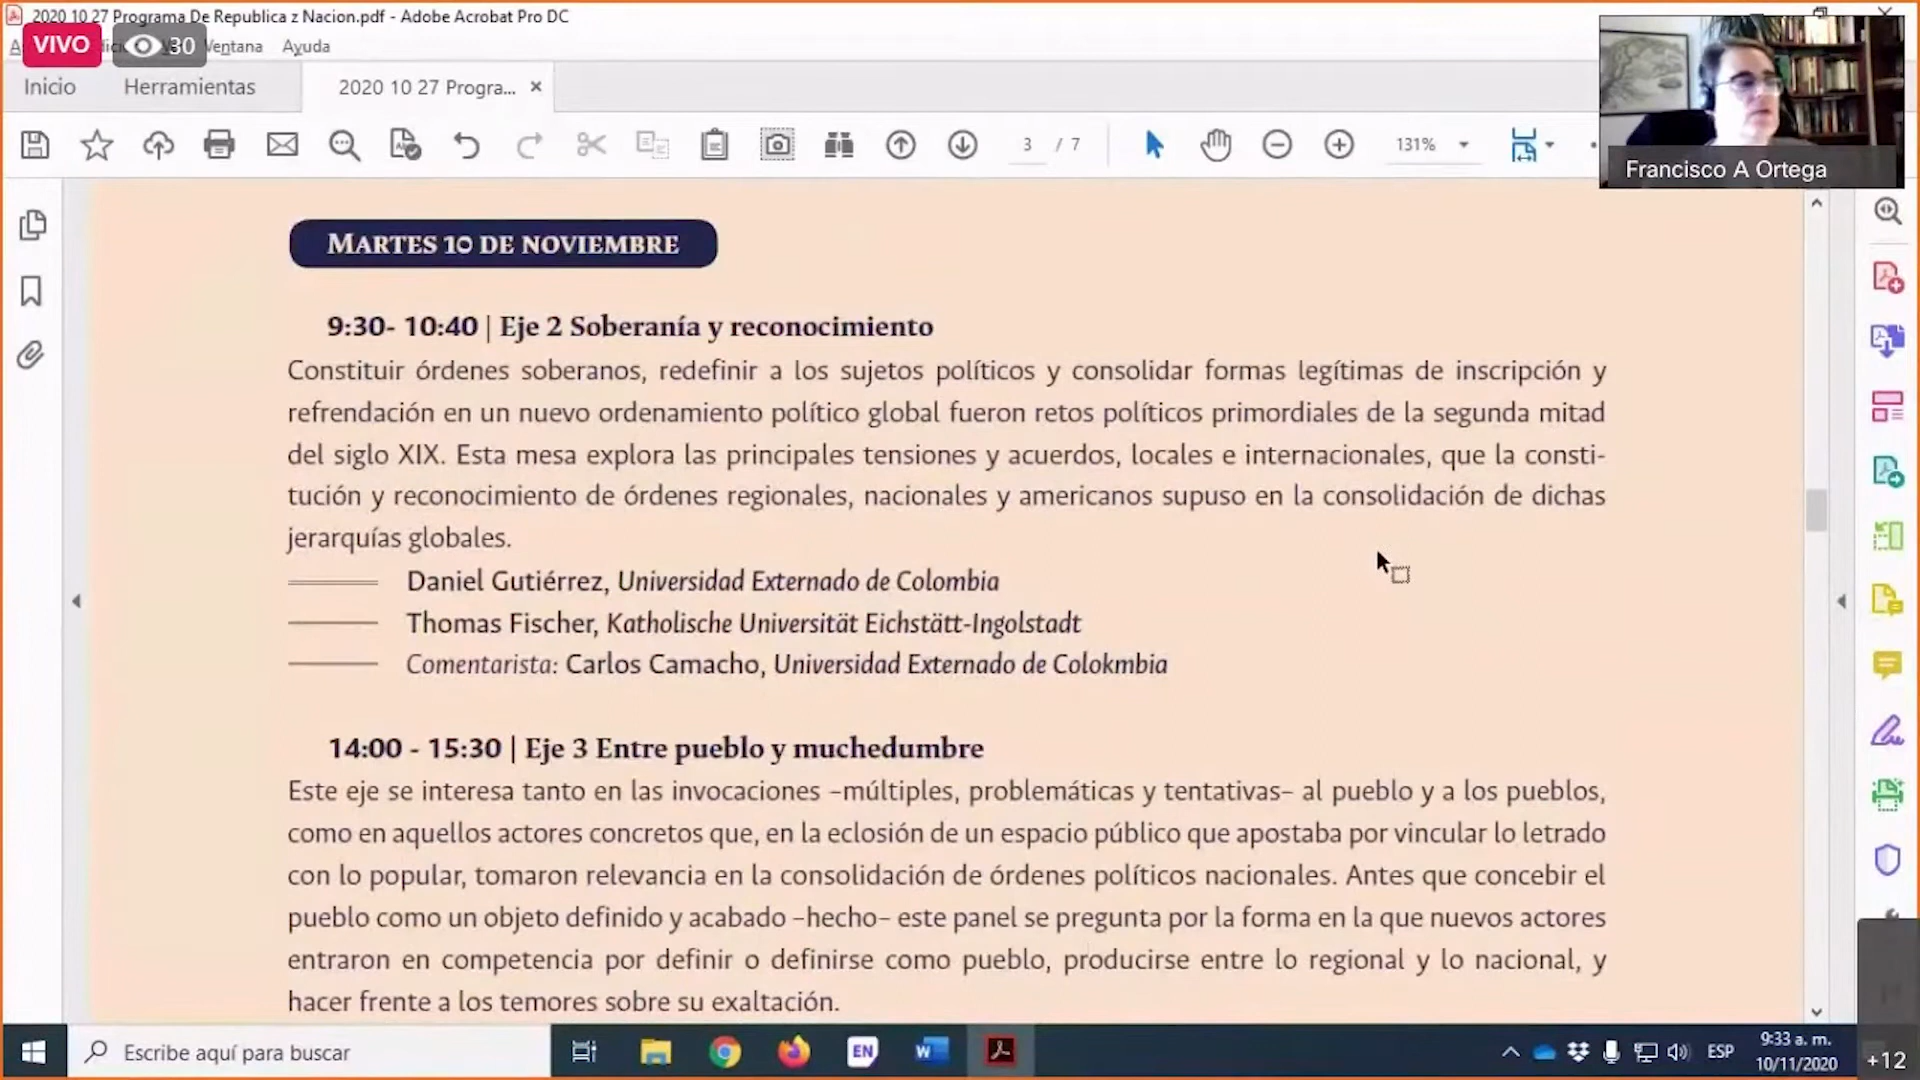 2020 10 27 Programa De Republica z Nacion.pdf - Adobe Acrobat Pro DC
VIVO 30 Ventana Ayuda
Inicio Herramientas 2020 10 27 Progra... ×
3 / 7 131%
Francisco A Ortega
MARTES 10 DE NOVIEMBRE
9:30- 10:40 | Eje 2 Soberanía y reconocimiento
Constituir órdenes soberanos, redefinir a los sujetos políticos y consolidar formas legítimas de inscripción y
refrendación en un nuevo ordenamiento político global fueron retos políticos primordiales de la segunda mitad
del siglo XIX. Esta mesa explora las principales tensiones y acuerdos, locales e internacionales, que la consti-
tución y reconocimiento de órdenes regionales, nacionales y americanos supuso en la consolidación de dichas
jerarquías globales.
Daniel Gutiérrez, Universidad Externado de Colombia
Thomas Fischer, Katholische Universität Eichstätt-Ingolstadt
Comentarista: Carlos Camacho, Universidad Externado de Colokmbia
14:00 - 15:30 | Eje 3 Entre pueblo y muchedumbre
Este eje se interesa tanto en las invocaciones –múltiples, problemáticas y tentativas– al pueblo y a los pueblos,
como en aquellos actores concretos que, en la eclosión de un espacio público que apostaba por vincular lo letrado
con lo popular, tomaron relevancia en la consolidación de órdenes políticos nacionales. Antes que concebir el
pueblo como un objeto definido y acabado –hecho– este panel se pregunta por la forma en la que nuevos actores
entraron en competencia por definir o definirse como pueblo, producirse entre lo regional y lo nacional, y
hacer frente a los temores sobre su exaltación.
Escribe aquí para buscar
EN
ESP
9:33 a. m.
10/11/2020
+12